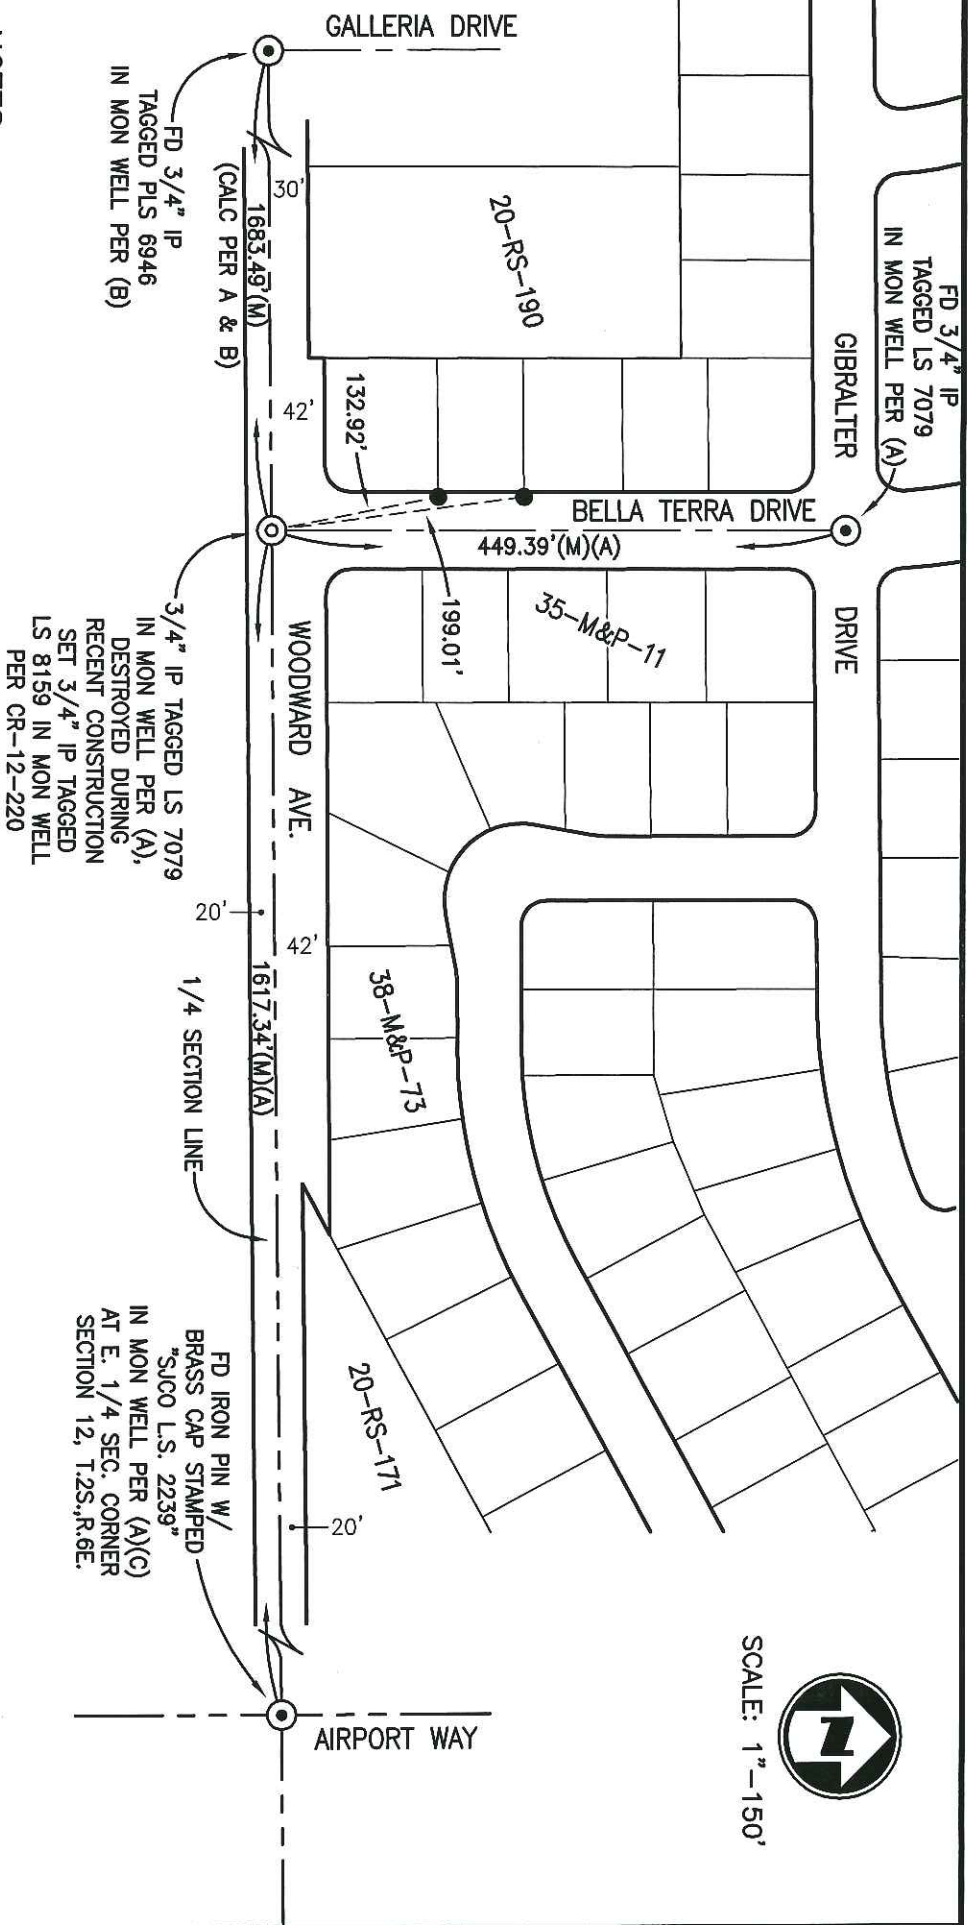 GALLERIA DRIVE
FD 3/4" IP
TAGGED PLS 6946
IN MON WELL PER (B)
30'
1683.49'(M)
(CALC PER A & B)
20-RS-190
42'
132.92'
FD 3/4" IP
TAGGED LS 7079
IN MON WELL PER (A)
GIBRALTER
DRIVE
BELLA TERRA DRIVE
449.39'(M)(A)
199.01'
35-M&P-11
WOODWARD AVE.
3/4" IP TAGGED LS 7079
IN MON WELL PER (A),
DESTROYED DURING
RECENT CONSTRUCTION
SET 3/4" IP TAGGED
LS 8159 IN MON WELL
PER CR-12-220
20'
42'
1617.34'(M)(A)
38-M&P-73
1/4 SECTION LINE
20-RS-171
20'
FD IRON PIN W/
BRASS CAP STAMPED
"SJCO L.S. 2239"
IN MON WELL PER (A)(C)
AT E. 1/4 SEC. CORNER
SECTION 12, T.2S.,R.6E.
AIRPORT WAY
N
SCALE: 1"-150'